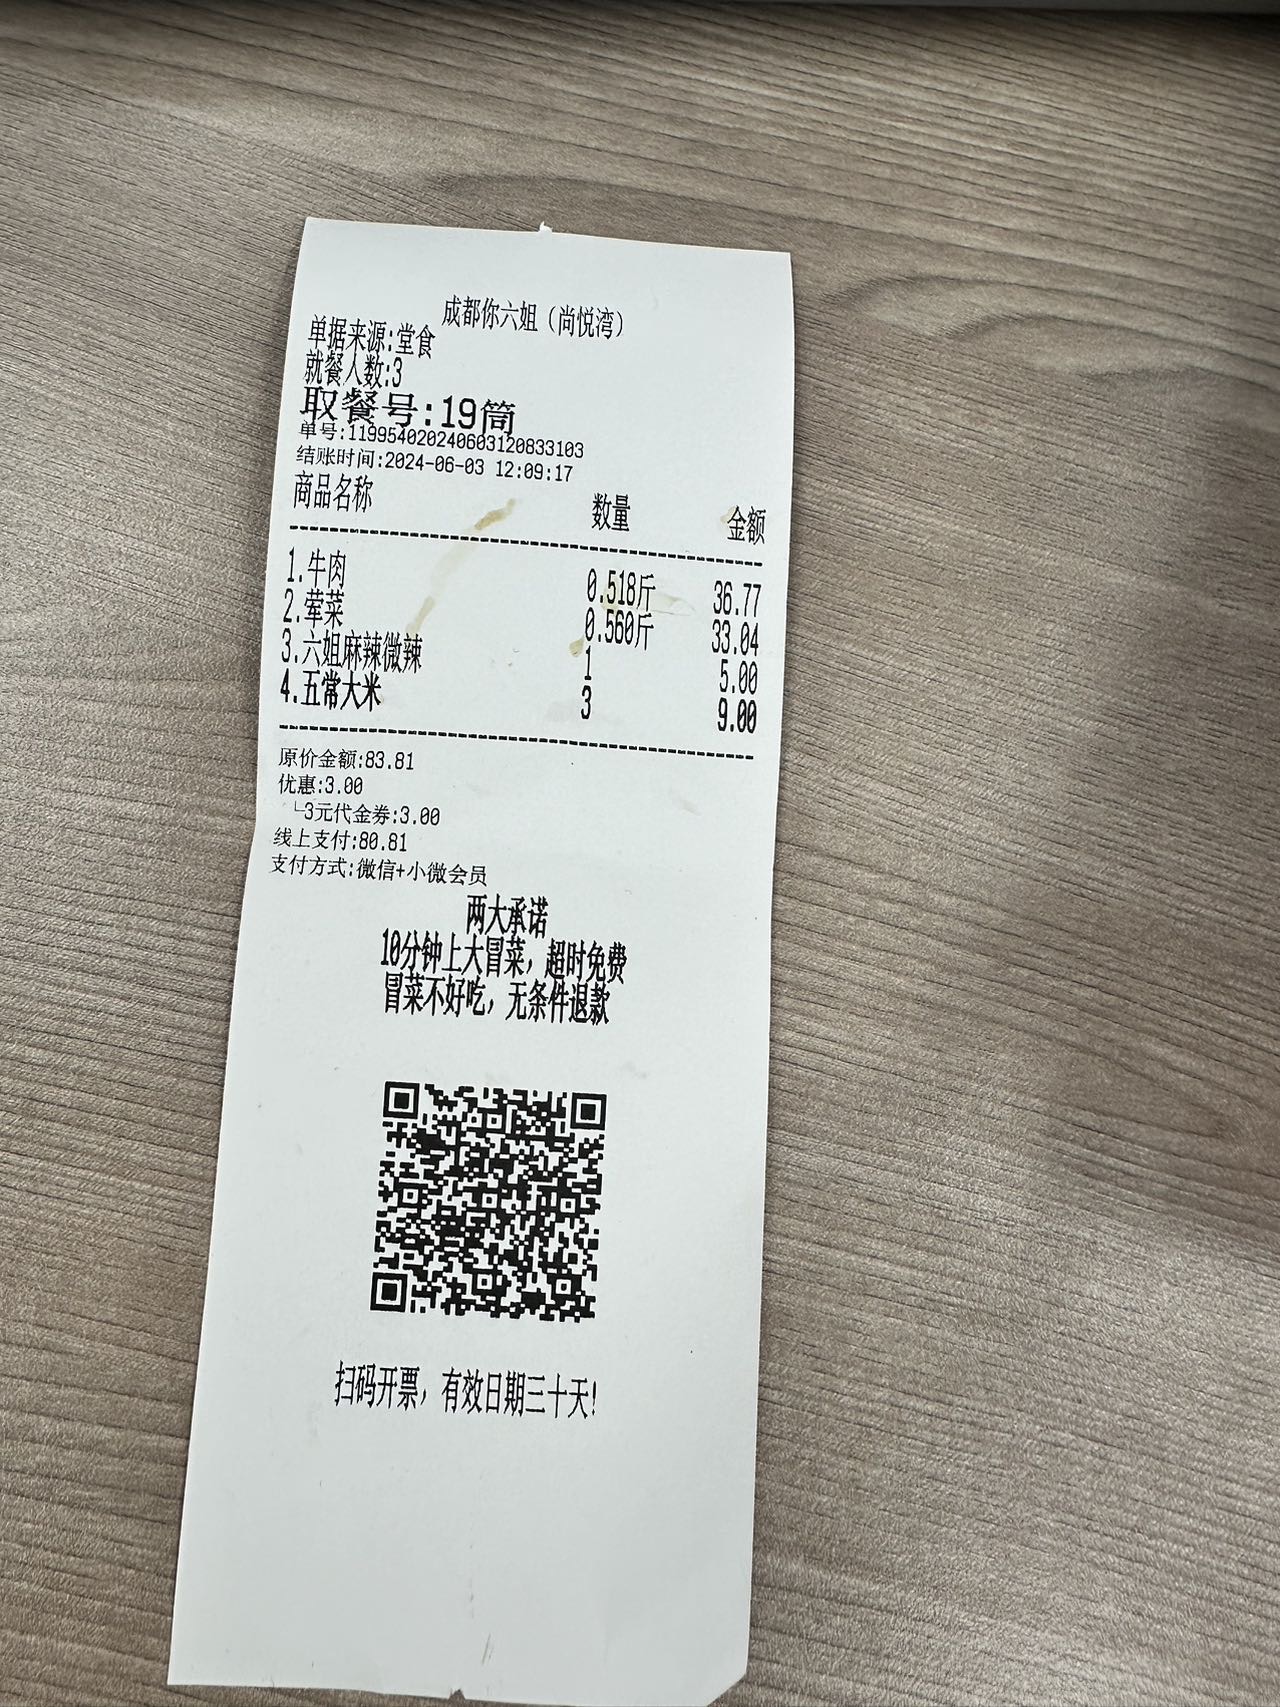 成都你六姐（尚悦湾）
单据来源:堂食
就餐人数:3
取餐号:19筒
单号:11995402024060312083​3103
结账时间:2024-06-03 12:09:17
商品名称 数量 金额
1.牛肉 0.518斤 36.77
2.荤菜 0.560斤 33.04
3.六姐麻辣微辣 1 5.00
4.五常大米 3 9.00
原价金额:83.81
优惠:3.00
└3元代金券:3.00
线上支付:80.81
支付方式:微信+小微会员
两大承诺
10分钟上大冒菜，超时免费
冒菜不好吃，无条件退款
扫码开票，有效日期三十天!